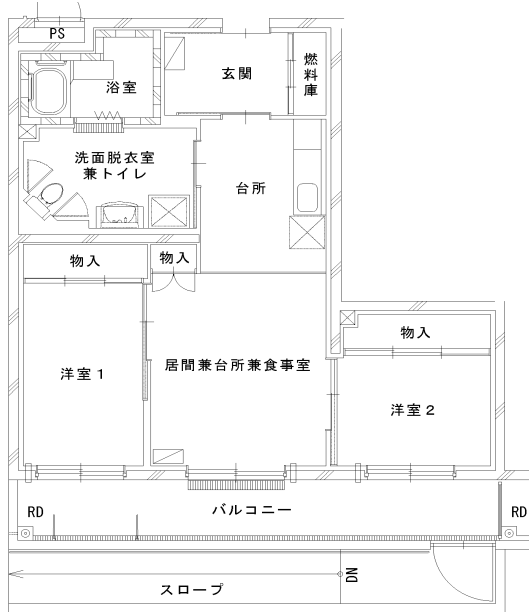 PS
浴室
玄関
燃料庫
洗面脱衣室
兼トイレ
台所
物入
物入
物入
洋室1
居間兼台所兼食事室
洋室2
RD
バルコニー
RD
スロープ
DN